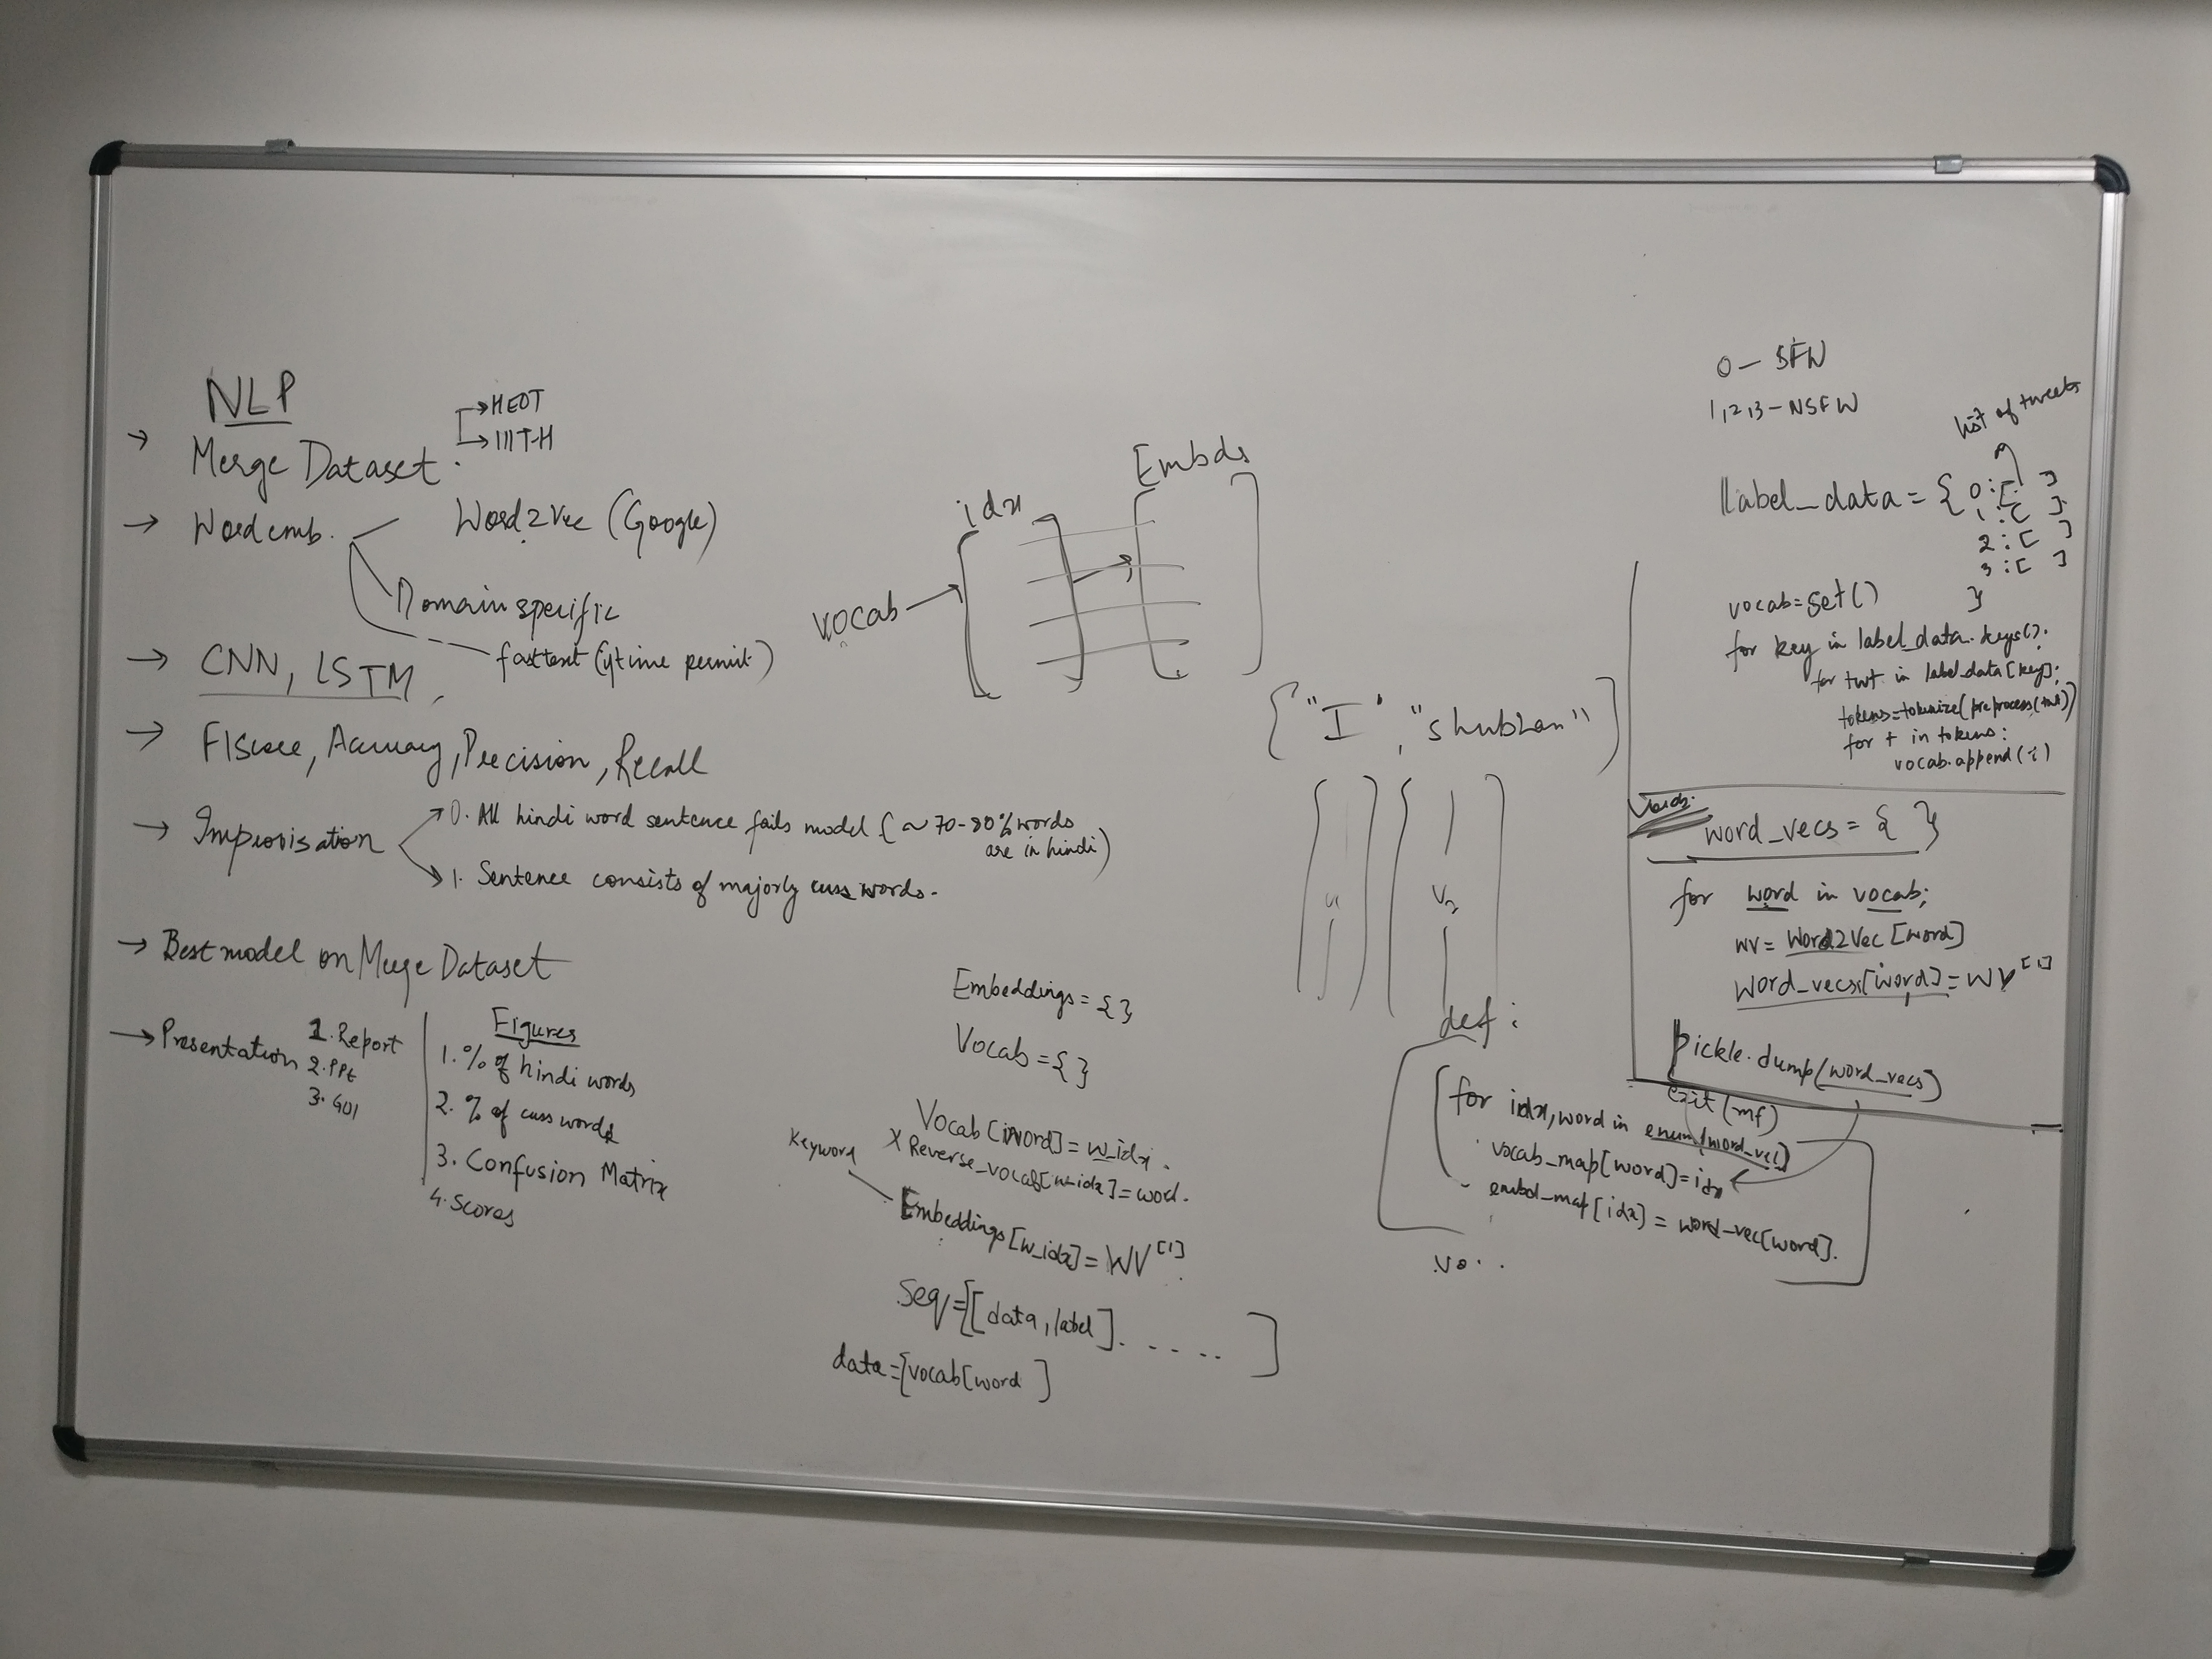 NLP
→ Merge Dataset. → HEOT
→ IIIT-H
→ Word emb. Word2Vec (Google)
Domain specific
fasttext (if time permit)
→ CNN, LSTM,
→ F1score, Accuracy, Precision, Recall
→ Improvisation
→ 0. All hindi word sentence fails model (~70-80% words
are in hindi)
→ 1. Sentence consists of majorly cuss words.
→ Best model on Merge Dataset
→ Presentation
1. Report
2. PPt
3. GUI
Figures
1. % of hindi words
2. % of cuss words
3. Confusion Matrix
4. Scores
vocab →
idx
Embds
["I", "shubham"]
V2
Embeddings = { }
Vocab = { }
Vocab[word] = w_idx.
X Reverse_vocab[w_idx] = word.
Keyword
Embeddings[w_idx] = WV[1]
Seq = [[data, label]. - - - - - ]
data = [vocab[word ]
def :
for idx, word in enum(word_vec)
vocab_map[word] = idx
embd_map[idx] = word_vec[word].
vo..
0 - SFW
1,2,3 - NSFW
list of tweets
label_data = { 0:[ ]
1:[ ],
2:[ ]
3:[ ]
}
vocab = set()
for key in label_data.keys():
for twt in label_data[key]:
tokens = tokenize(preprocess(twt))
for t in tokens:
vocab.append(i)
word_vecs = { }
for word in vocab;
wv = Word2Vec[word]
word_vecs[word] = WV[1]
pickle.dump(word_vecs)
exit(mf)